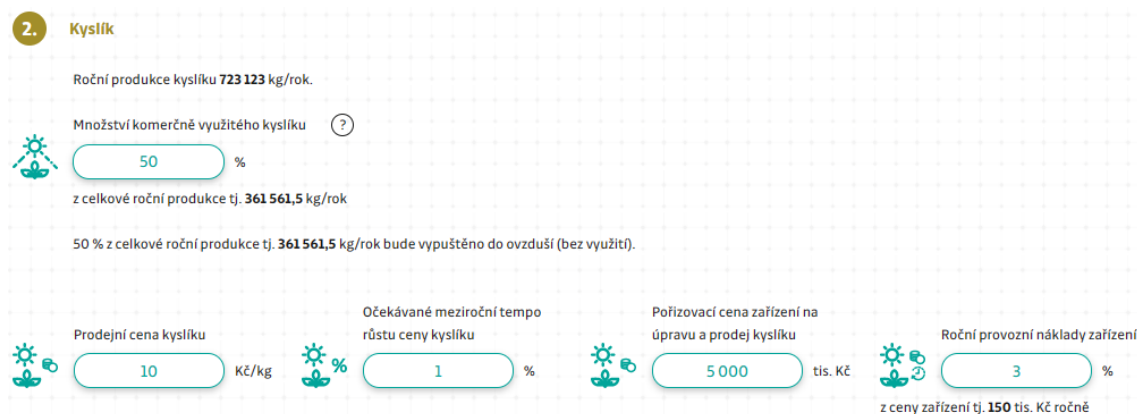 2. Kyslík
Roční produkce kyslíku 723 123 kg/rok.
Množství komerčně využitého kyslíku ?
50 %
z celkové roční produkce tj. 361 561,5 kg/rok
50 % z celkové roční produkce tj. 361 561,5 kg/rok bude vypuštěno do ovzduší (bez využití).
Prodejní cena kyslíku
10 Kč/kg
Očekávané meziroční tempo
růstu ceny kyslíku
% 1 %
Pořizovací cena zařízení na
úpravu a prodej kyslíku
5 000 tis. Kč
Roční provozní náklady zařízení
3 %
z ceny zařízení tj. 150 tis. Kč ročně